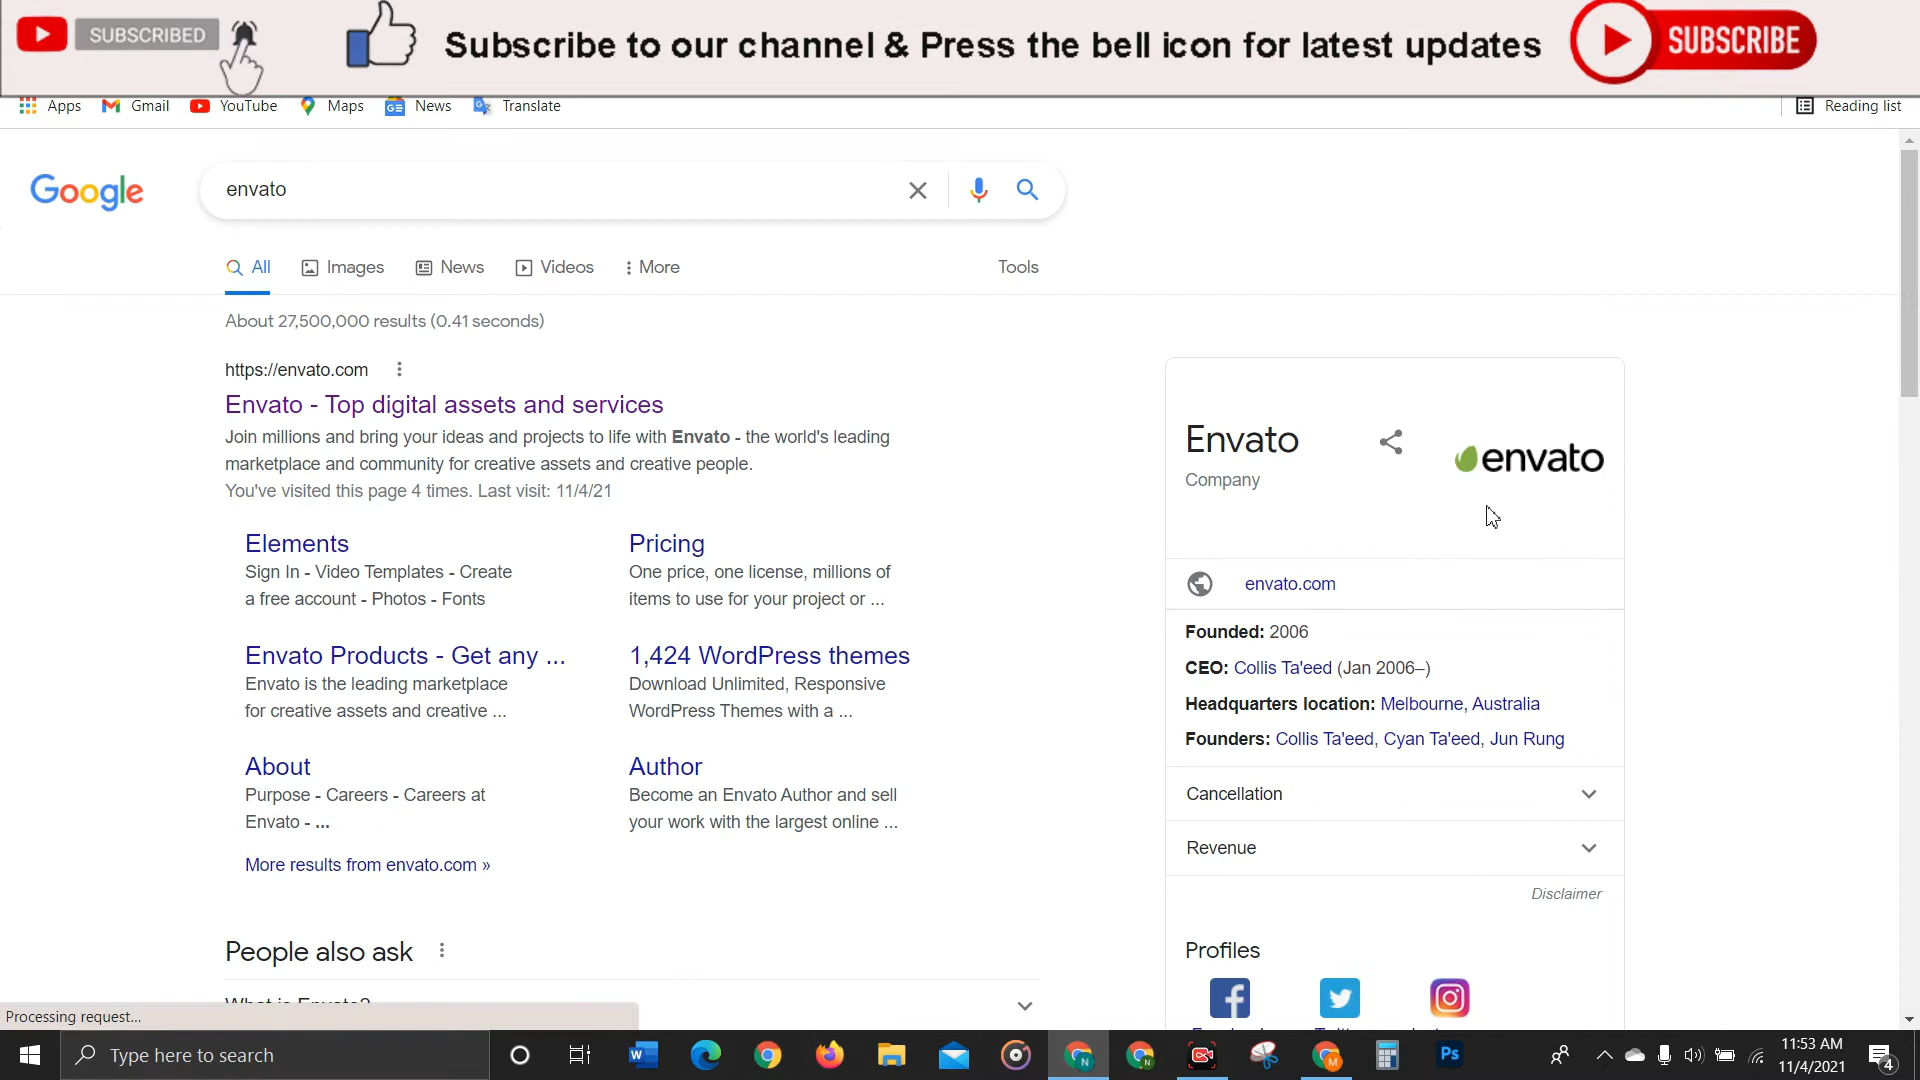 SUBSCRIBED
Subscribe to our channel & Press the bell icon for latest updates
SUBSCRIBE
Apps Gmail YouTube Maps News Translate
Reading list
Google
envato
All Images News Videos More Tools
About 27,500,000 results (0.41 seconds)
https://envato.com
Envato - Top digital assets and services
Join millions and bring your ideas and projects to life with Envato - the world's leading
marketplace and community for creative assets and creative people.
You've visited this page 4 times. Last visit: 11/4/21
Elements
Sign In - Video Templates - Create
a free account - Photos - Fonts
Pricing
One price, one license, millions of
items to use for your project or ...
Envato Products - Get any ...
Envato is the leading marketplace
for creative assets and creative ...
1,424 WordPress themes
Download Unlimited, Responsive
WordPress Themes with a ...
About
Purpose - Careers - Careers at
Envato - ...
Author
Become an Envato Author and sell
your work with the largest online ...
More results from envato.com »
People also ask
What is Envato?
Envato
Company
envato
envato.com
Founded: 2006
CEO: Collis Ta'eed (Jan 2006–)
Headquarters location: Melbourne, Australia
Founders: Collis Ta'eed, Cyan Ta'eed, Jun Rung
Cancellation
Revenue
Disclaimer
Profiles
Processing request...
Type here to search
11:53 AM
11/4/2021
4